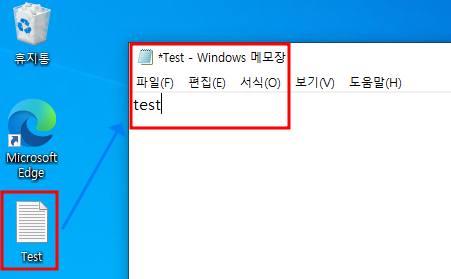 휴지통
*Test - Windows 메모장
파일(F) 편집(E) 서식(O) 보기(V) 도움말(H)
test
Microsoft
Edge
Test